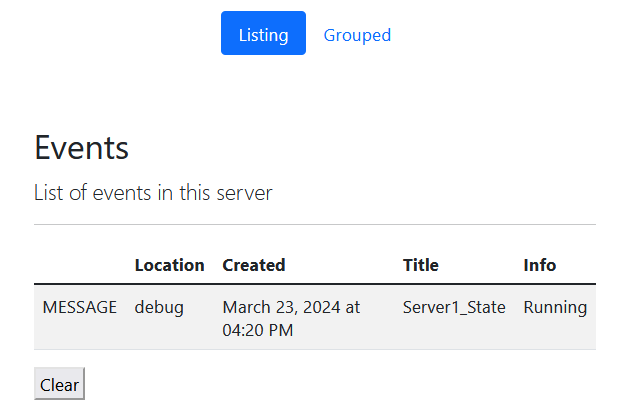 Listing Grouped
Events
List of events in this server
Location Created Title Info
MESSAGE debug March 23, 2024 at Server1_State Running
04:20 PM
Clear